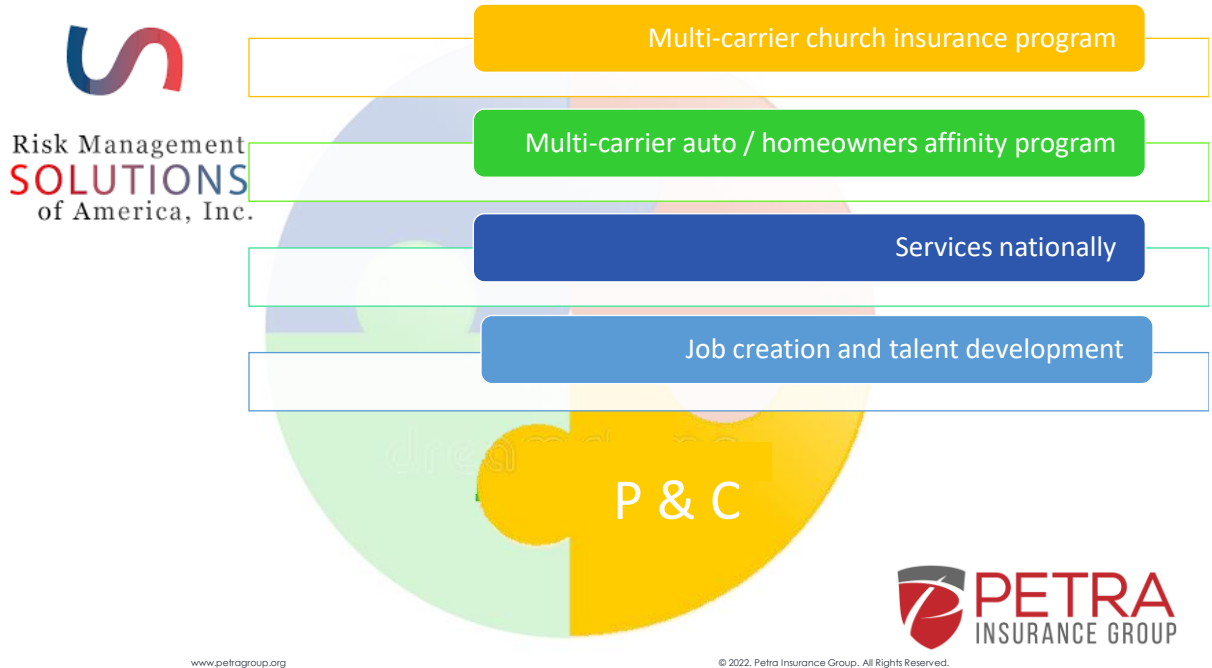 Multi-carrier church insurance program
Risk Management
SOLUTIONS
of America, Inc.
Multi-carrier auto / homeowners affinity program
Services nationally
Job creation and talent development
P & C
PETRA
INSURANCE GROUP
www.petragroup.org
© 2022. Petra Insurance Group. All Rights Reserved.